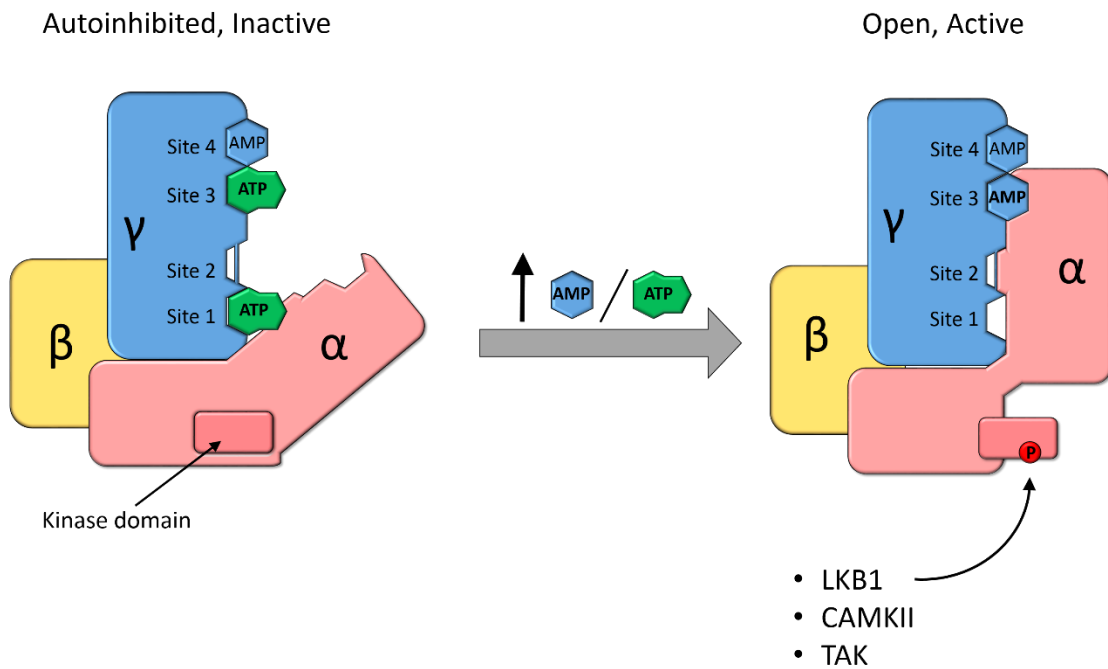 Autoinhibited, Inactive
Open, Active
Site 4 AMP
Site 3 ATP
γ
Site 2
Site 1 ATP
β
α
Kinase domain
AMP / ATP
Site 4 AMP
Site 3 AMP
γ
α
Site 2
Site 1
β
P
• LKB1
• CAMKII
• TAK